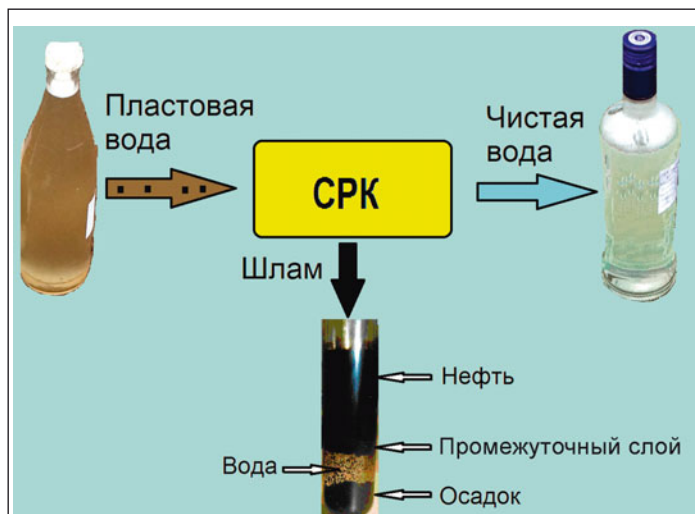 Пластовая
вода
СРК
Чистая
вода
Шлам
Нефть
Промежуточный слой
Вода
Осадок